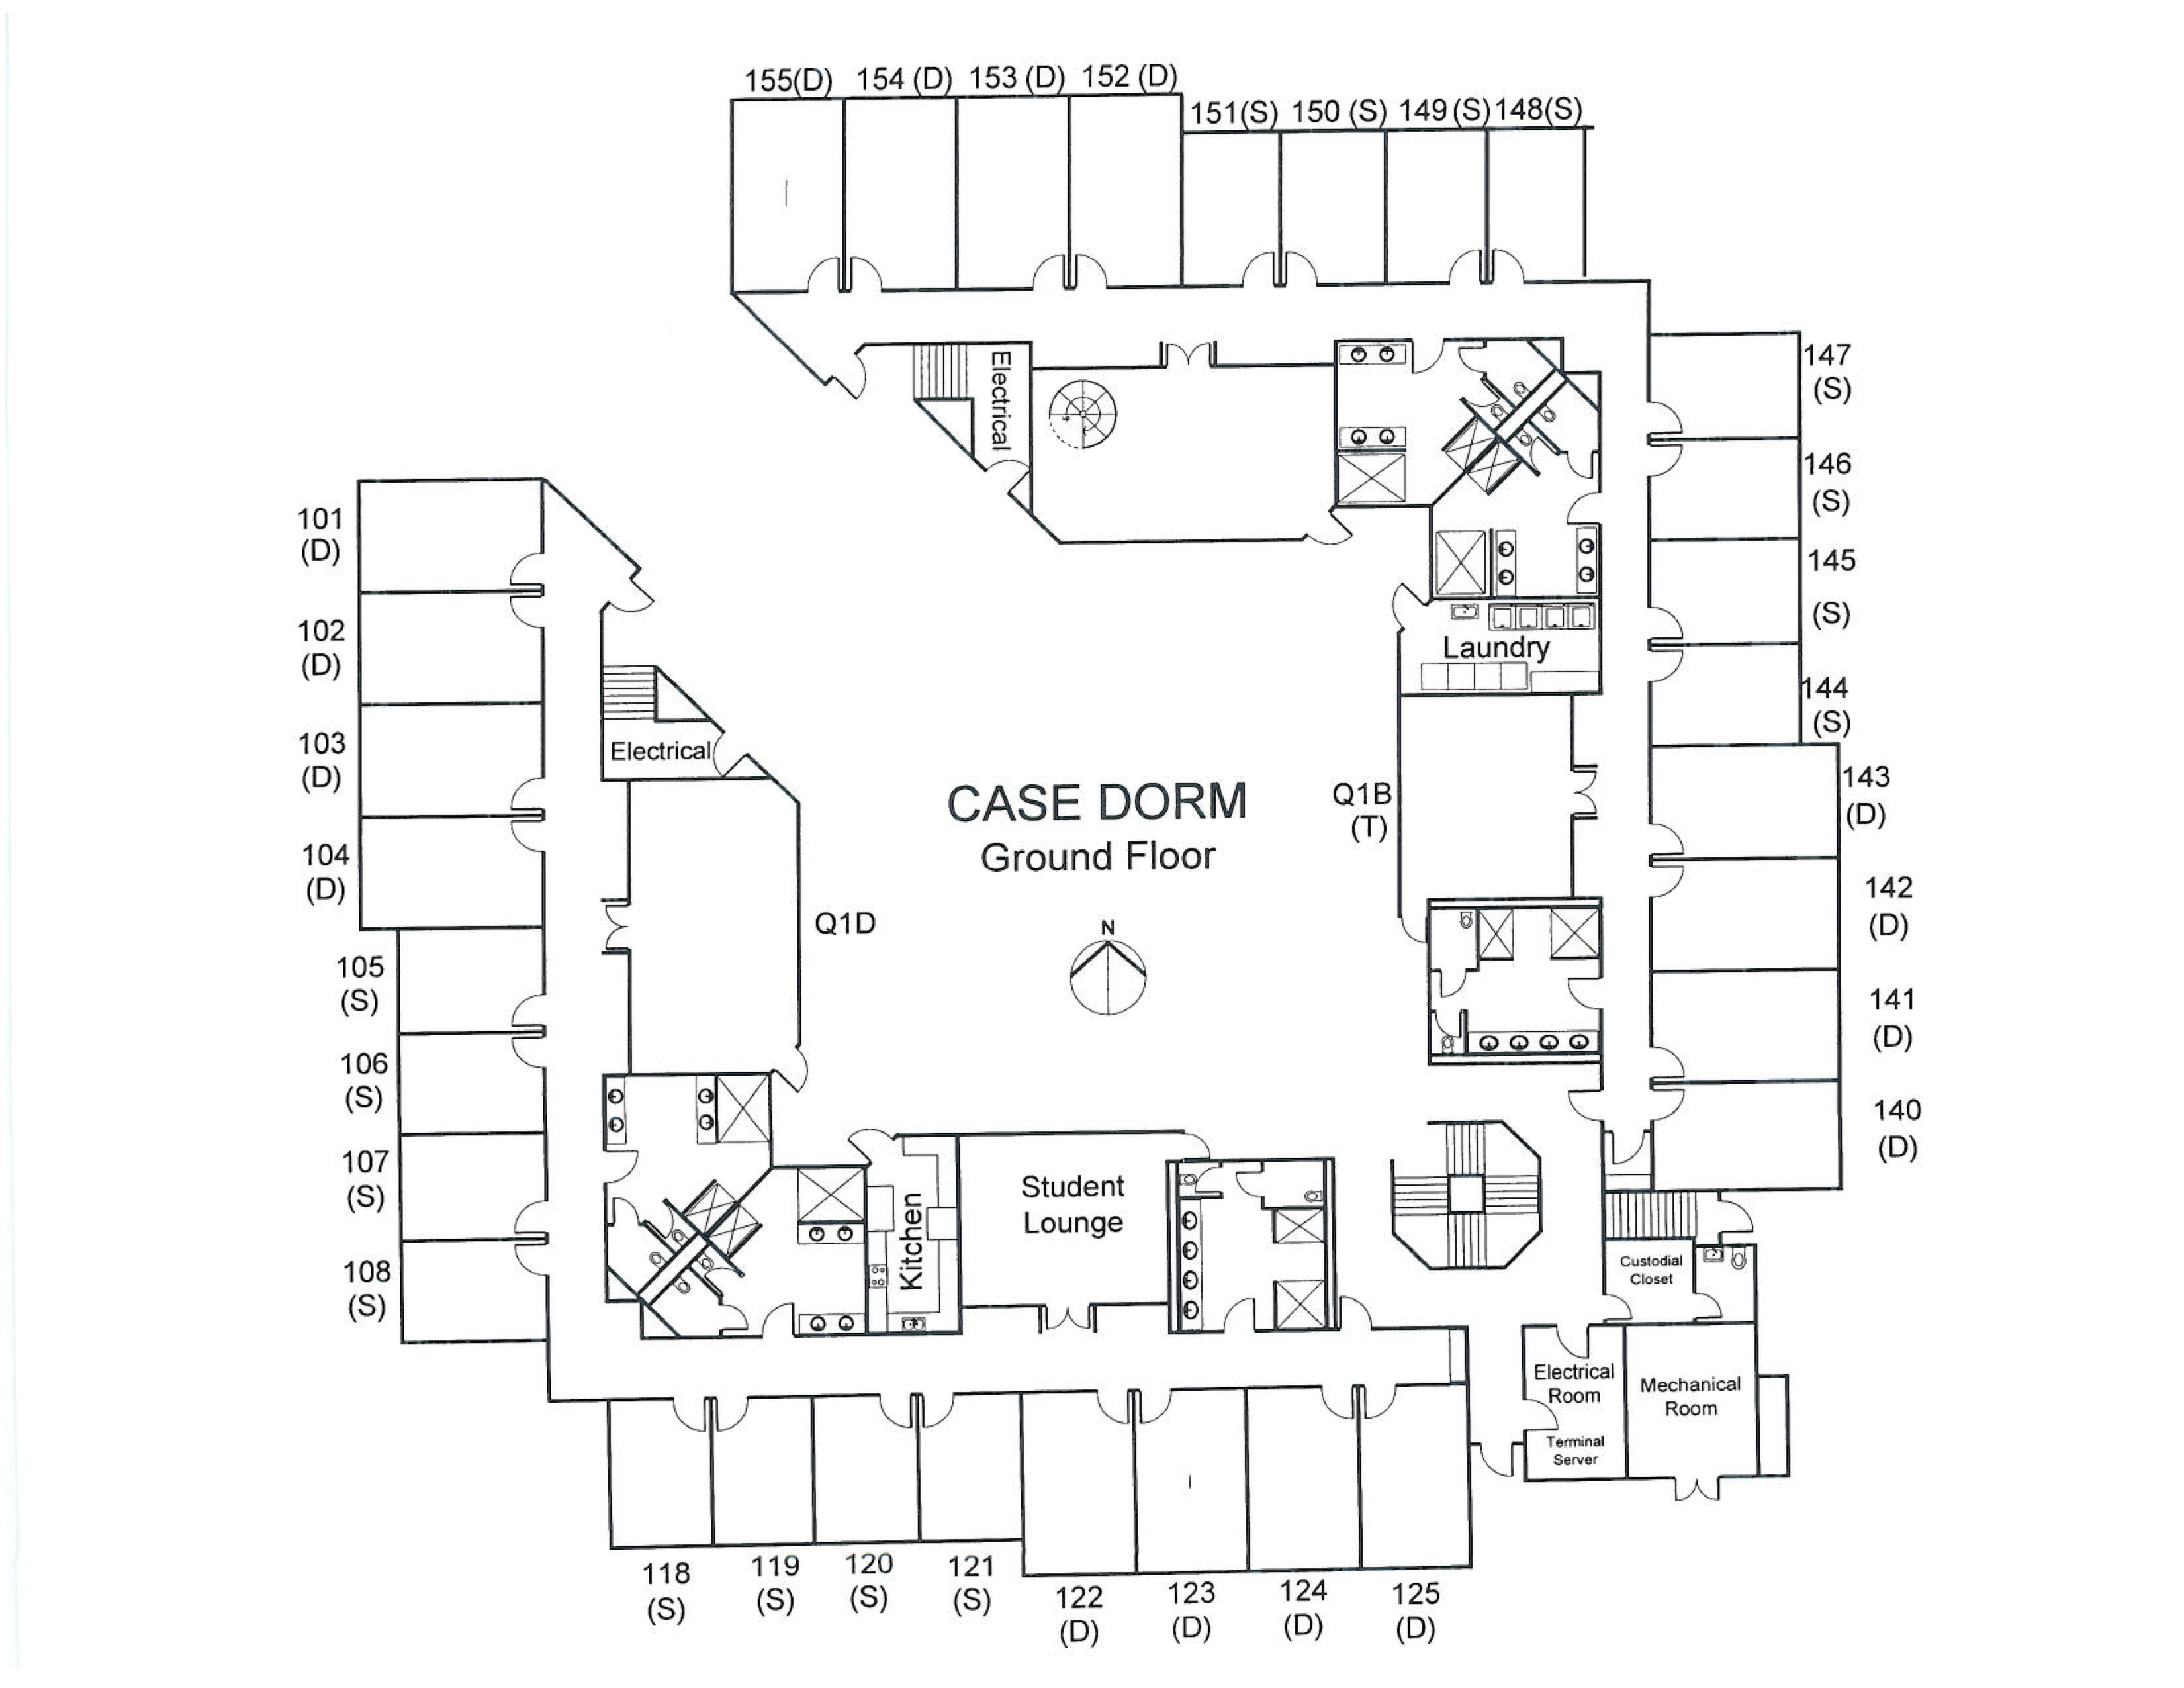 155(D) 154 (D) 153 (D) 152 (D)
151(S) 150 (S) 149 (S) 148(S)
Electrical
147
(S)
146
(S)
145
(S)
144
(S)
Laundry
101
(D)
102
(D)
103
(D)
104
(D)
Electrical
Q1D
CASE DORM
Ground Floor
N
Q1B
(T)
143
(D)
142
(D)
141
(D)
140
(D)
105
(S)
106
(S)
107
(S)
108
(S)
Kitchen
Student
Lounge
Custodial
Closet
Electrical
Room
Terminal
Server
Mechanical
Room
118
(S)
119
(S)
120
(S)
121
(S)
122
(D)
123
(D)
124
(D)
125
(D)